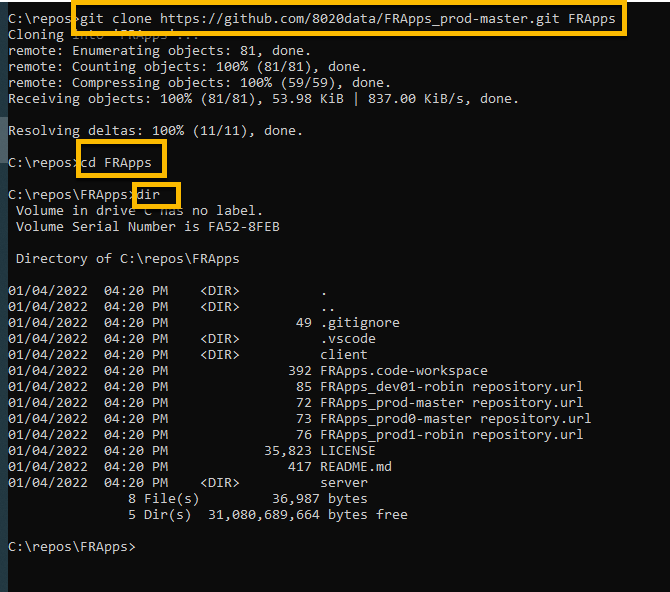 C:\repos>git clone https://github.com/8020data/FRApps_prod-master.git FRApps
Cloning into 'FRApps'...
remote: Enumerating objects: 81, done.
remote: Counting objects: 100% (81/81), done.
remote: Compressing objects: 100% (59/59), done.
Receiving objects: 100% (81/81), 53.98 KiB | 837.00 KiB/s, done.
Resolving deltas: 100% (11/11), done.
C:\repos>cd FRApps
C:\repos\FRApps>dir
Volume in drive C has no label.
Volume Serial Number is FA52-8FEB
Directory of C:\repos\FRApps
01/04/2022  04:20 PM    <DIR>          .
01/04/2022  04:20 PM    <DIR>          ..
01/04/2022  04:20 PM                49 .gitignore
01/04/2022  04:20 PM    <DIR>          .vscode
01/04/2022  04:20 PM    <DIR>          client
01/04/2022  04:20 PM               392 FRApps.code-workspace
01/04/2022  04:20 PM                85 FRApps_dev01-robin repository.url
01/04/2022  04:20 PM                72 FRApps_prod-master repository.url
01/04/2022  04:20 PM                73 FRApps_prod0-master repository.url
01/04/2022  04:20 PM                76 FRApps_prod1-robin repository.url
01/04/2022  04:20 PM            35,823 LICENSE
01/04/2022  04:20 PM               417 README.md
01/04/2022  04:20 PM    <DIR>          server
8 File(s)         36,987 bytes
5 Dir(s)  31,080,689,664 bytes free
C:\repos\FRApps>